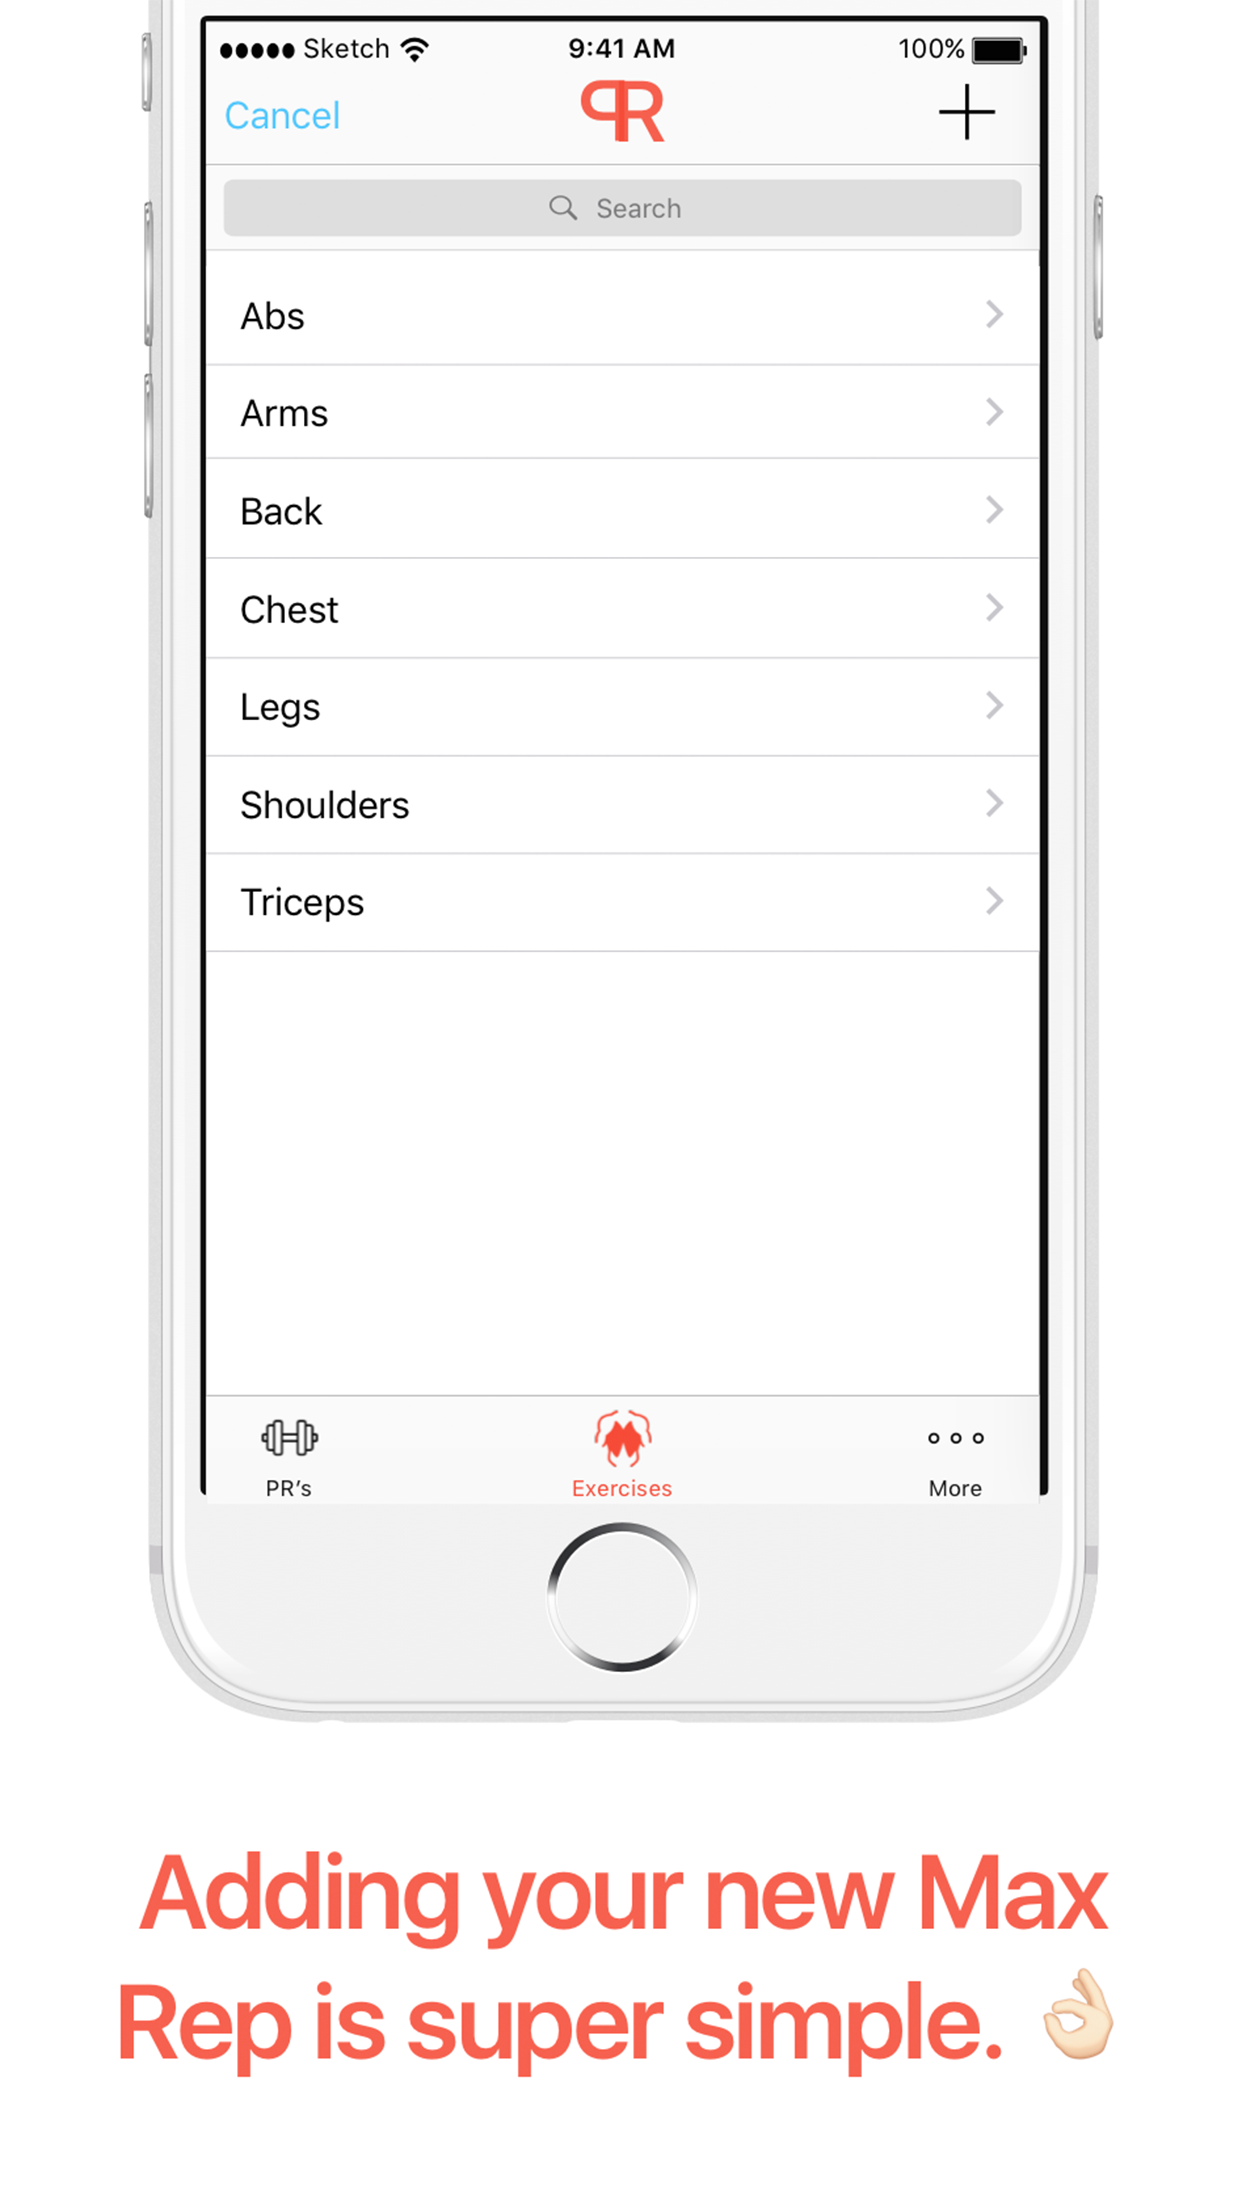 Sketch 9:41 AM 100%
Cancel PR +
Search
Abs
Arms
Back
Chest
Legs
Shoulders
Triceps
PR’s Exercises More
Adding your new Max
Rep is super simple. 👌🏻